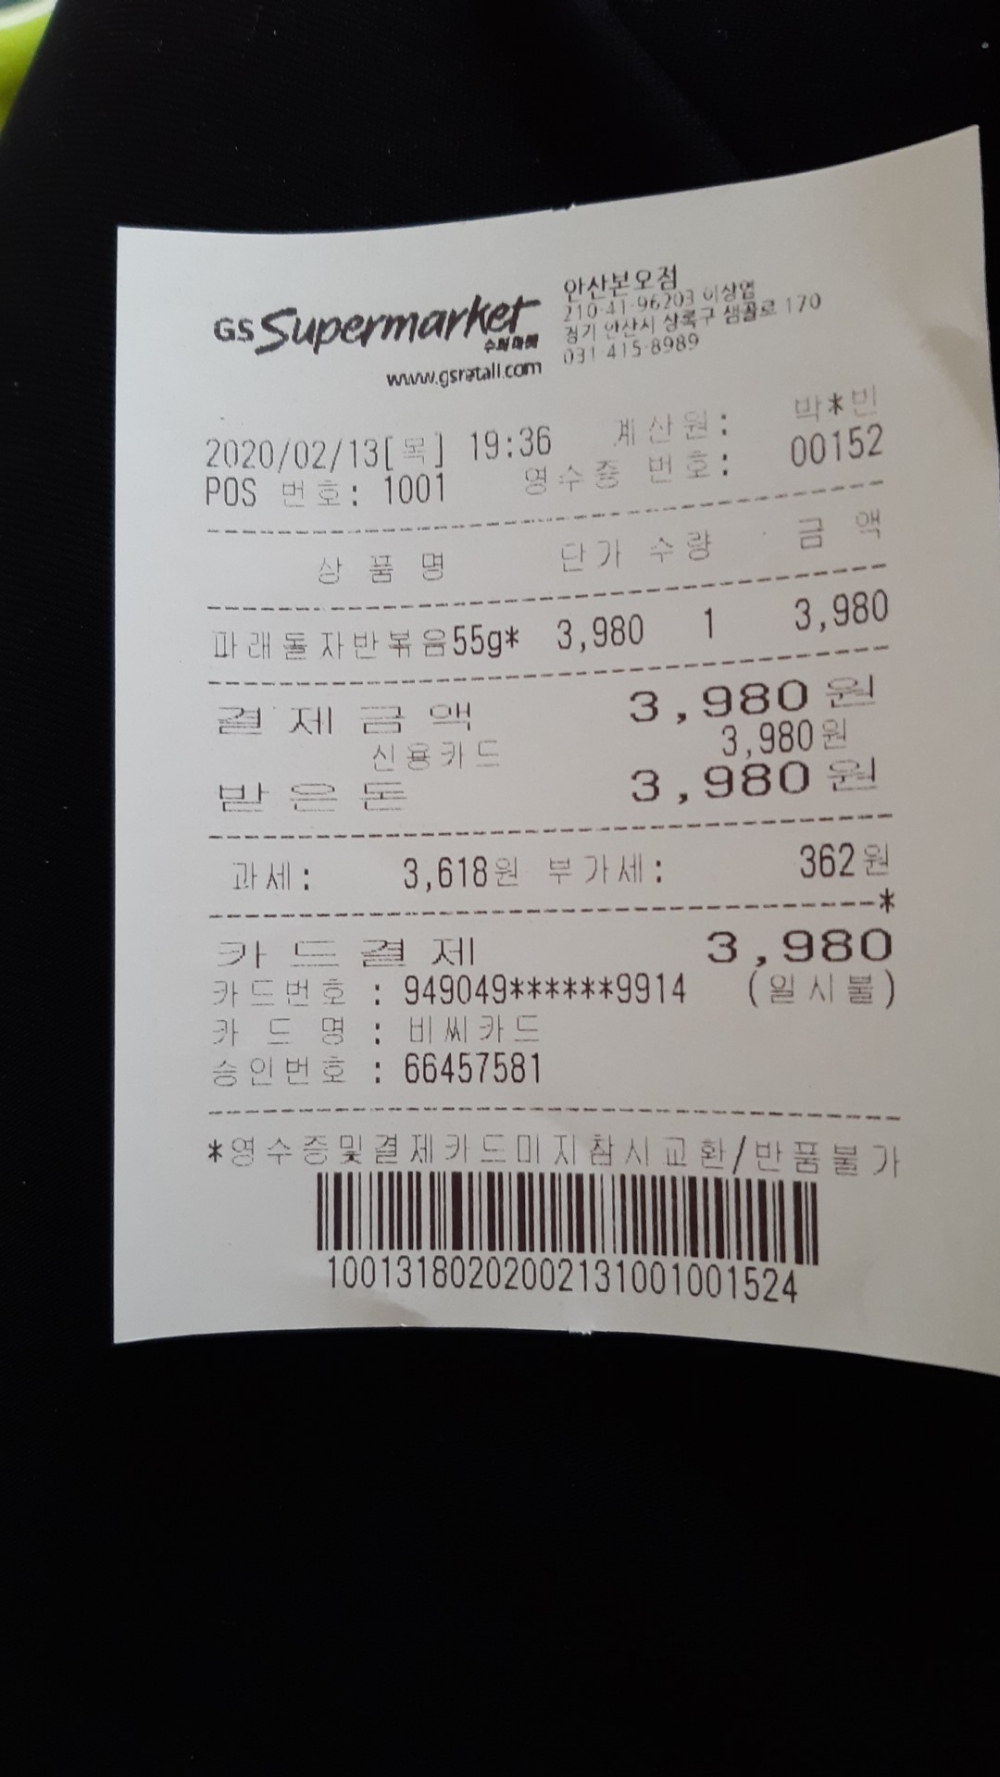 GS Supermarket
수퍼마켓
www.gsretail.com
안산본오점
210-41-96203 이상엽
경기 안산시 상록구 샘골로 170
031 415-8989
2020/02/13[목] 19:36 계산원: 박*빈
POS 번호: 1001 영수증 번호: 00152
상 품 명 단가 수량 금 액
파래돌자반볶음55g* 3,980 1 3,980
결 제 금 액 3,980원
신용카드 3,980원
받 은 돈 3,980원
과세: 3,618원 부가세: 362원
*
카 드 결 제 3,980
카드번호 : 949049******9914 (일시불)
카 드 명 : 비씨카드
승인번호 : 66457581
*영수증및결제카드미지참시교환/반품불가
10013180202002131001001524